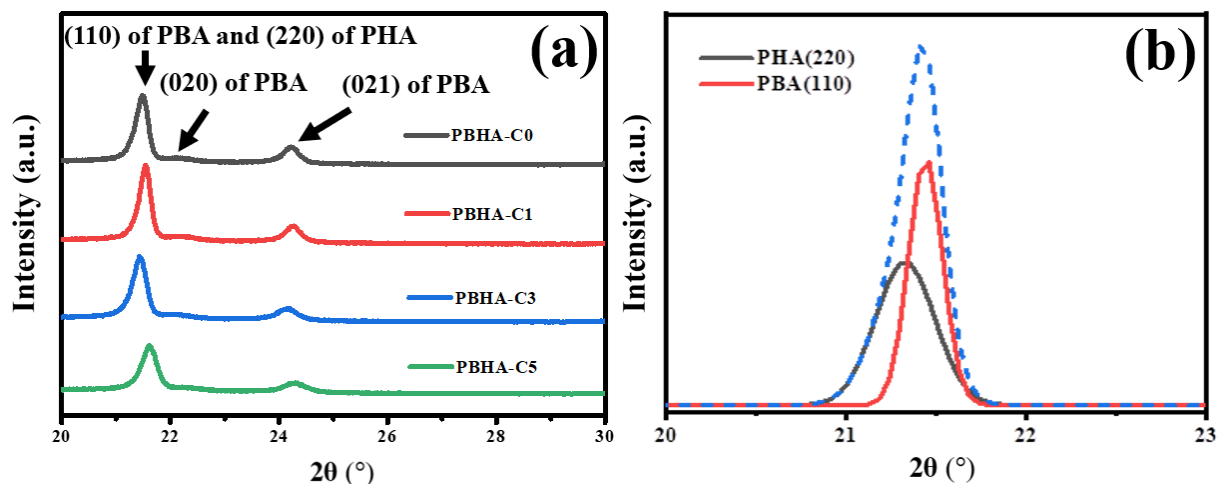 (110) of PBA and (220) of PHA
(a)
(020) of PBA
(021) of PBA
PBHA-C0
PBHA-C1
PBHA-C3
PBHA-C5
Intensity (a.u.)
20 22 24 26 28 30
2θ (°)
(b)
PHA(220)
PBA(110)
Intensity (a.u.)
20 21 22 23
2θ (°)